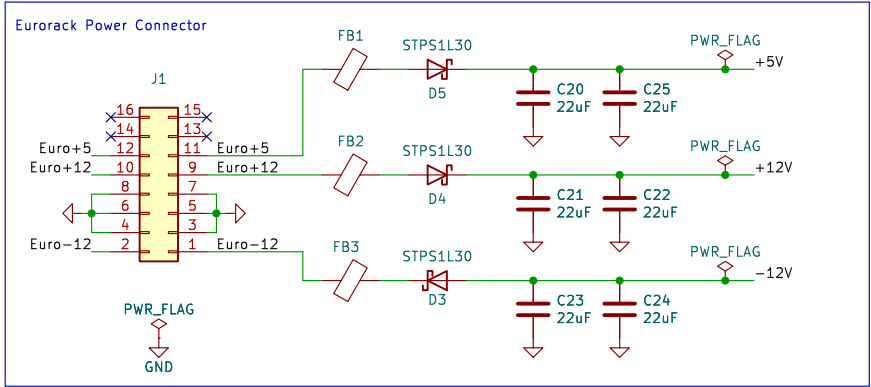 Eurorack Power Connector
FB1
STPS1L30
PWR_FLAG
+5V
D5
C20
22uF
C25
22uF
J1
16
15
14
13
Euro+5
12
11
Euro+5
Euro+12
10
9
Euro+12
8
7
6
5
4
3
Euro-12
2
1
Euro-12
FB2
STPS1L30
PWR_FLAG
+12V
D4
C21
22uF
C22
22uF
FB3
STPS1L30
PWR_FLAG
-12V
D3
C23
22uF
C24
22uF
PWR_FLAG
GND